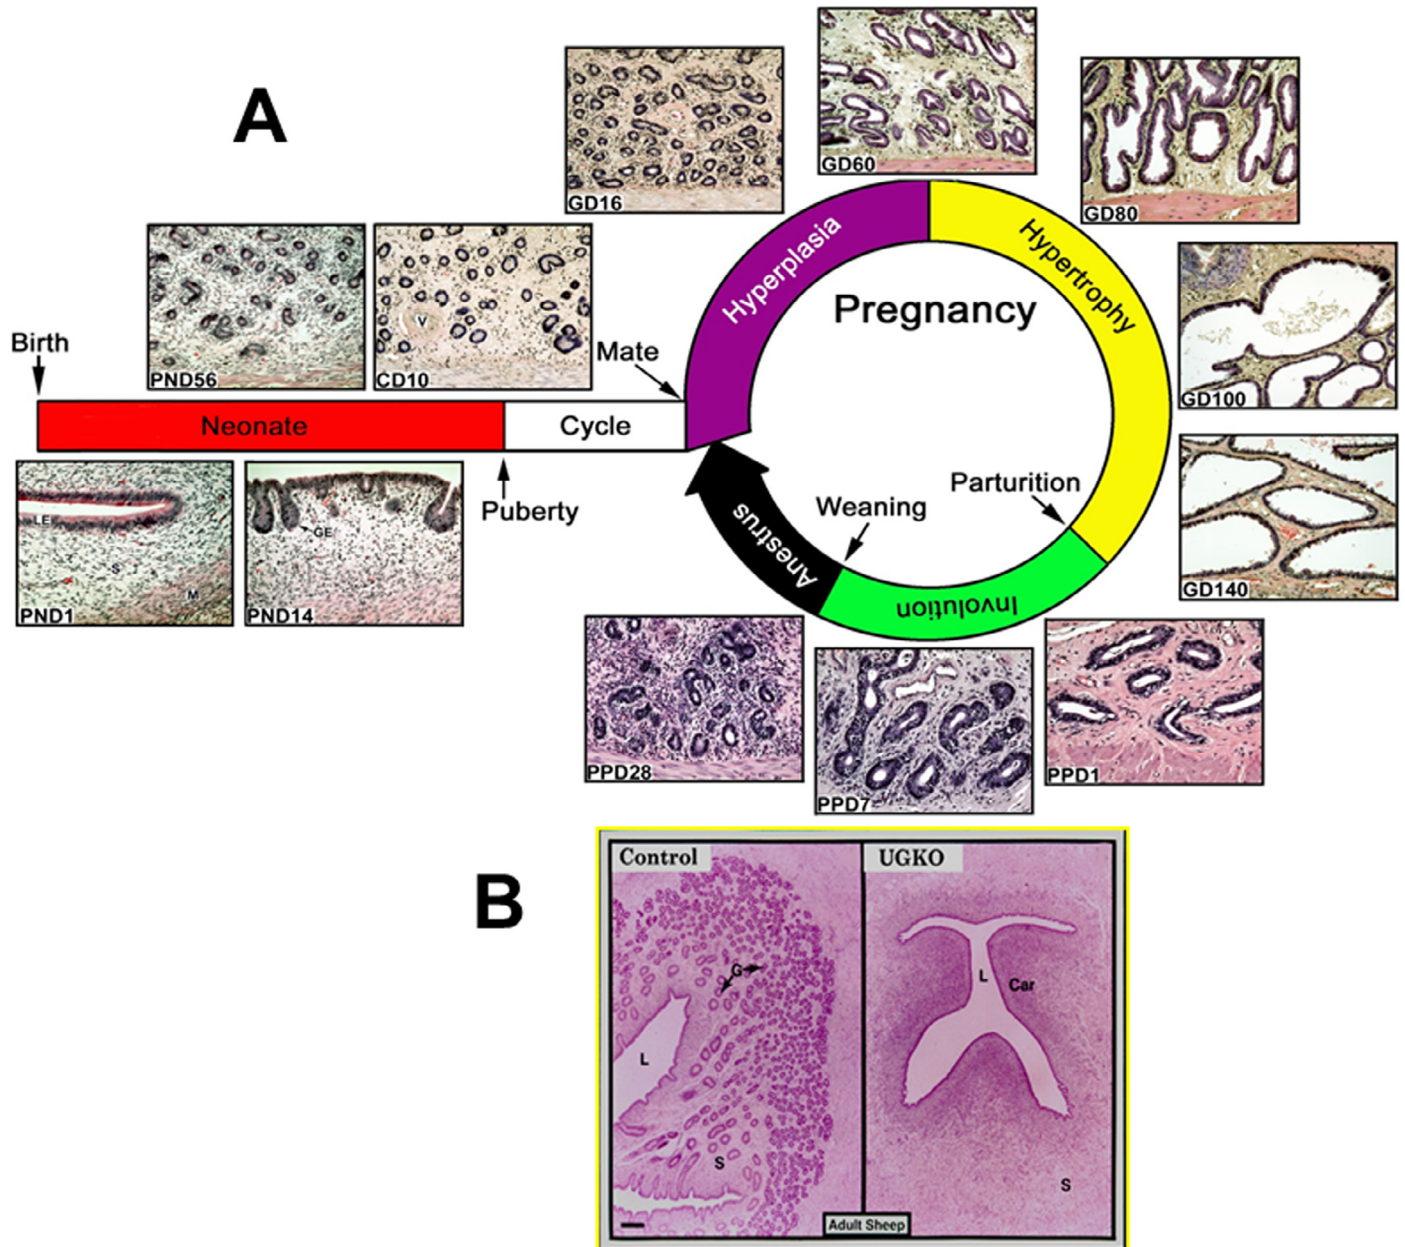 A
GD16
GD60
GD80
PND56
V
CD10
Hyperplasia
Hypertrophy
Pregnancy
GD100
Birth
Mate
Neonate
Cycle
Puberty
LE
S
M
PND1
GE
PND14
Parturition
Weaning
Anestrus
Involution
GD140
PPD28
PPD7
PPD1
B
Control
UGKO
G
L
S
L
Car
S
Adult Sheep